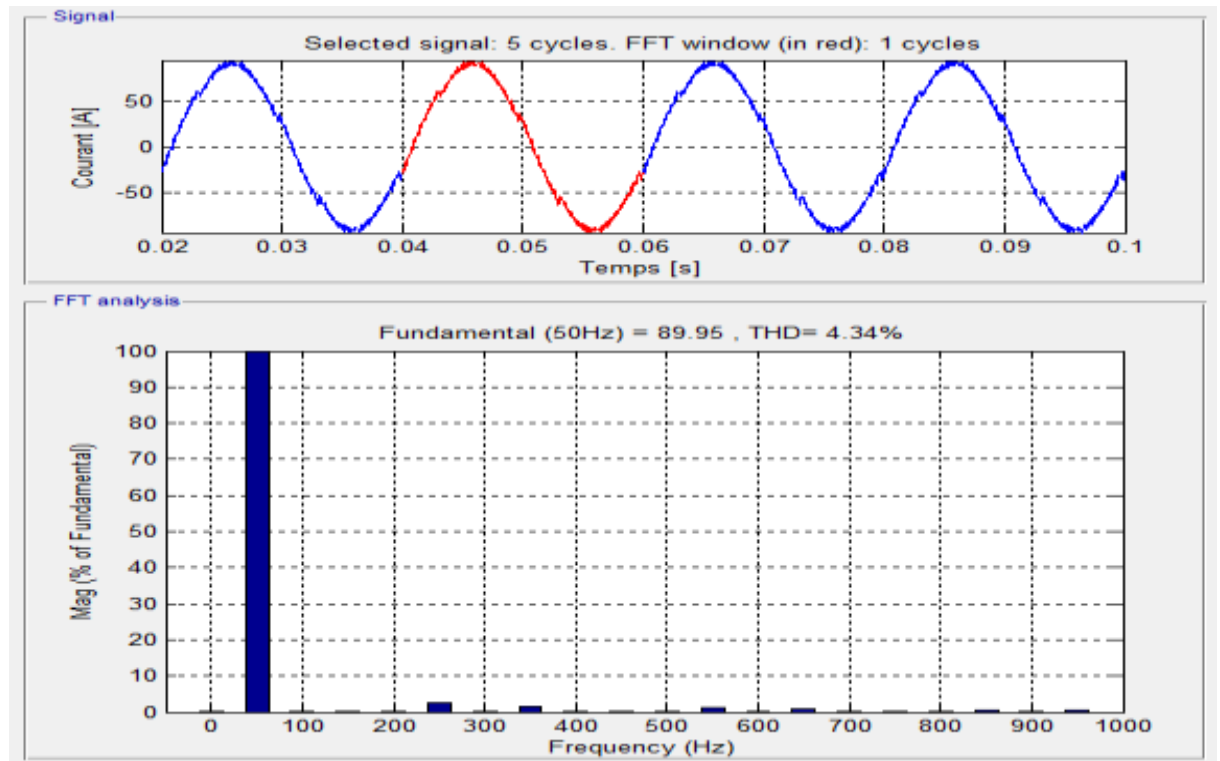 Signal
Selected signal: 5 cycles. FFT window (in red): 1 cycles
Courant [A]
50
0
-50
0.02 0.03 0.04 0.05 0.06 0.07 0.08 0.09 0.1
Temps [s]
FFT analysis
Fundamental (50Hz) = 89.95 , THD= 4.34%
Mag (% of Fundamental)
100
90
80
70
60
50
40
30
20
10
0
0 100 200 300 400 500 600 700 800 900 1000
Frequency (Hz)